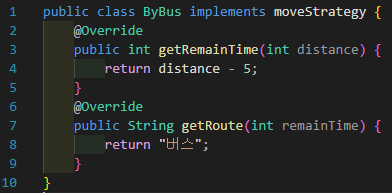 1 public class ByBus implements moveStrategy {
2 @Override
3 public int getRemainTime(int distance) {
4 return distance - 5;
5 }
6 @Override
7 public String getRoute(int remainTime) {
8 return "버스";
9 }
10 }